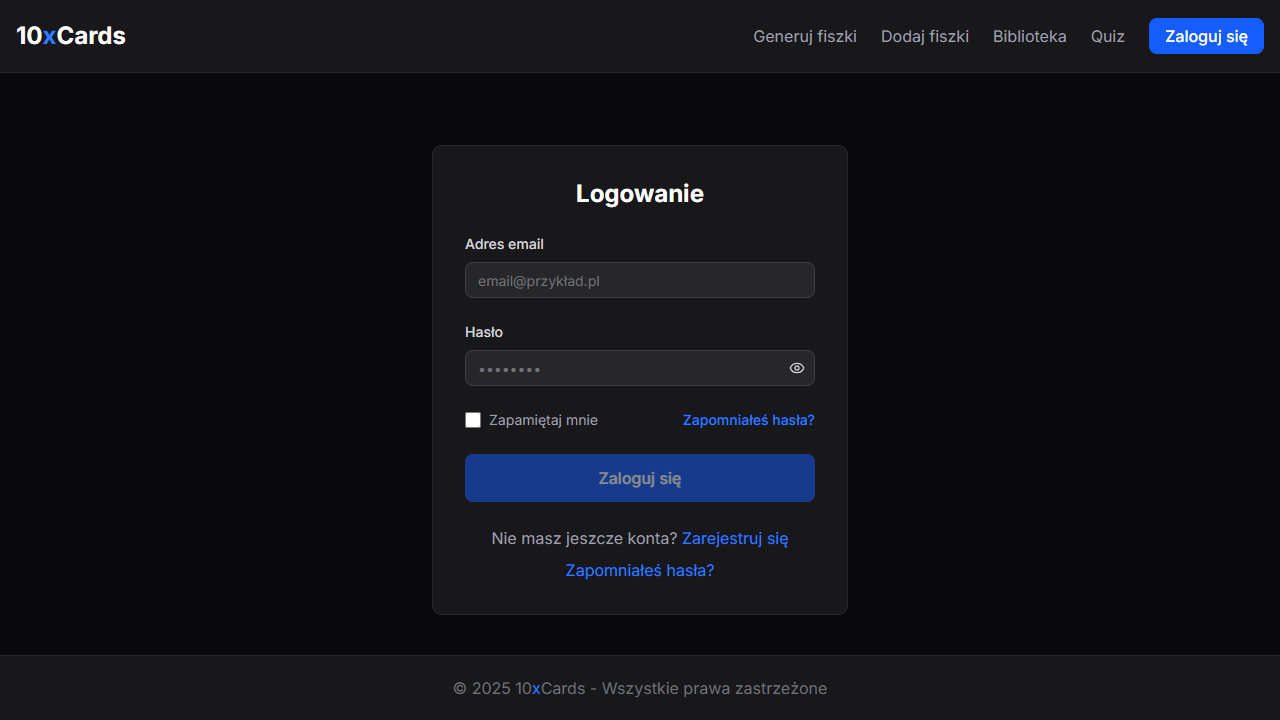 10xCards
Generuj fiszki Dodaj fiszki Biblioteka Quiz Zaloguj się
Logowanie
Adres email
email@przykład.pl
Hasło
••••••••
Zapamiętaj mnie Zapomniałeś hasła?
Zaloguj się
Nie masz jeszcze konta? Zarejestruj się
Zapomniałeś hasła?
© 2025 10xCards - Wszystkie prawa zastrzeżone